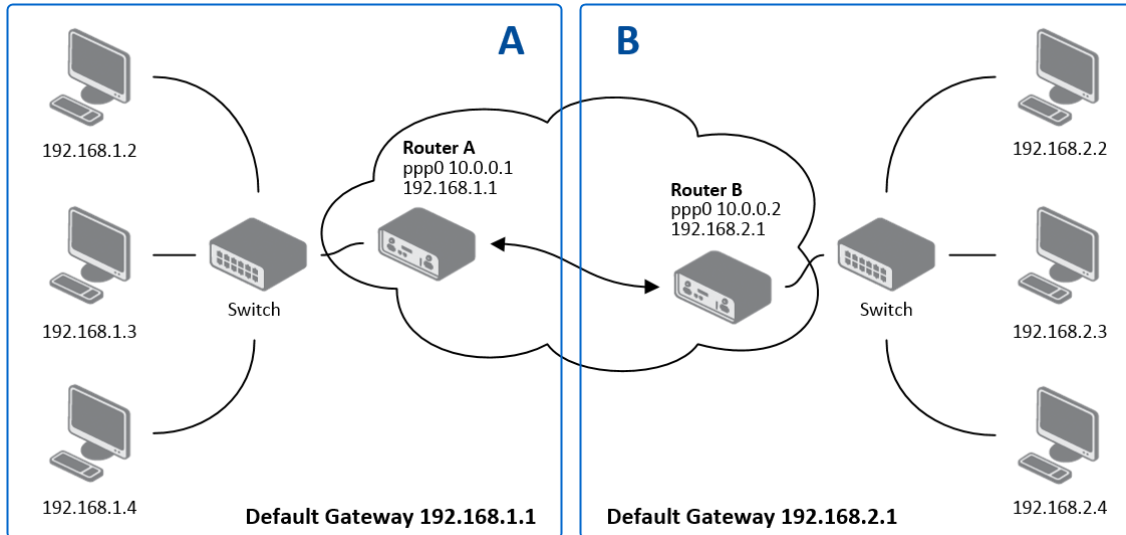 A
B
192.168.1.2
192.168.1.3
192.168.1.4
Switch
Router A
ppp0 10.0.0.1
192.168.1.1
Router B
ppp0 10.0.0.2
192.168.2.1
Switch
192.168.2.2
192.168.2.3
192.168.2.4
Default Gateway 192.168.1.1
Default Gateway 192.168.2.1